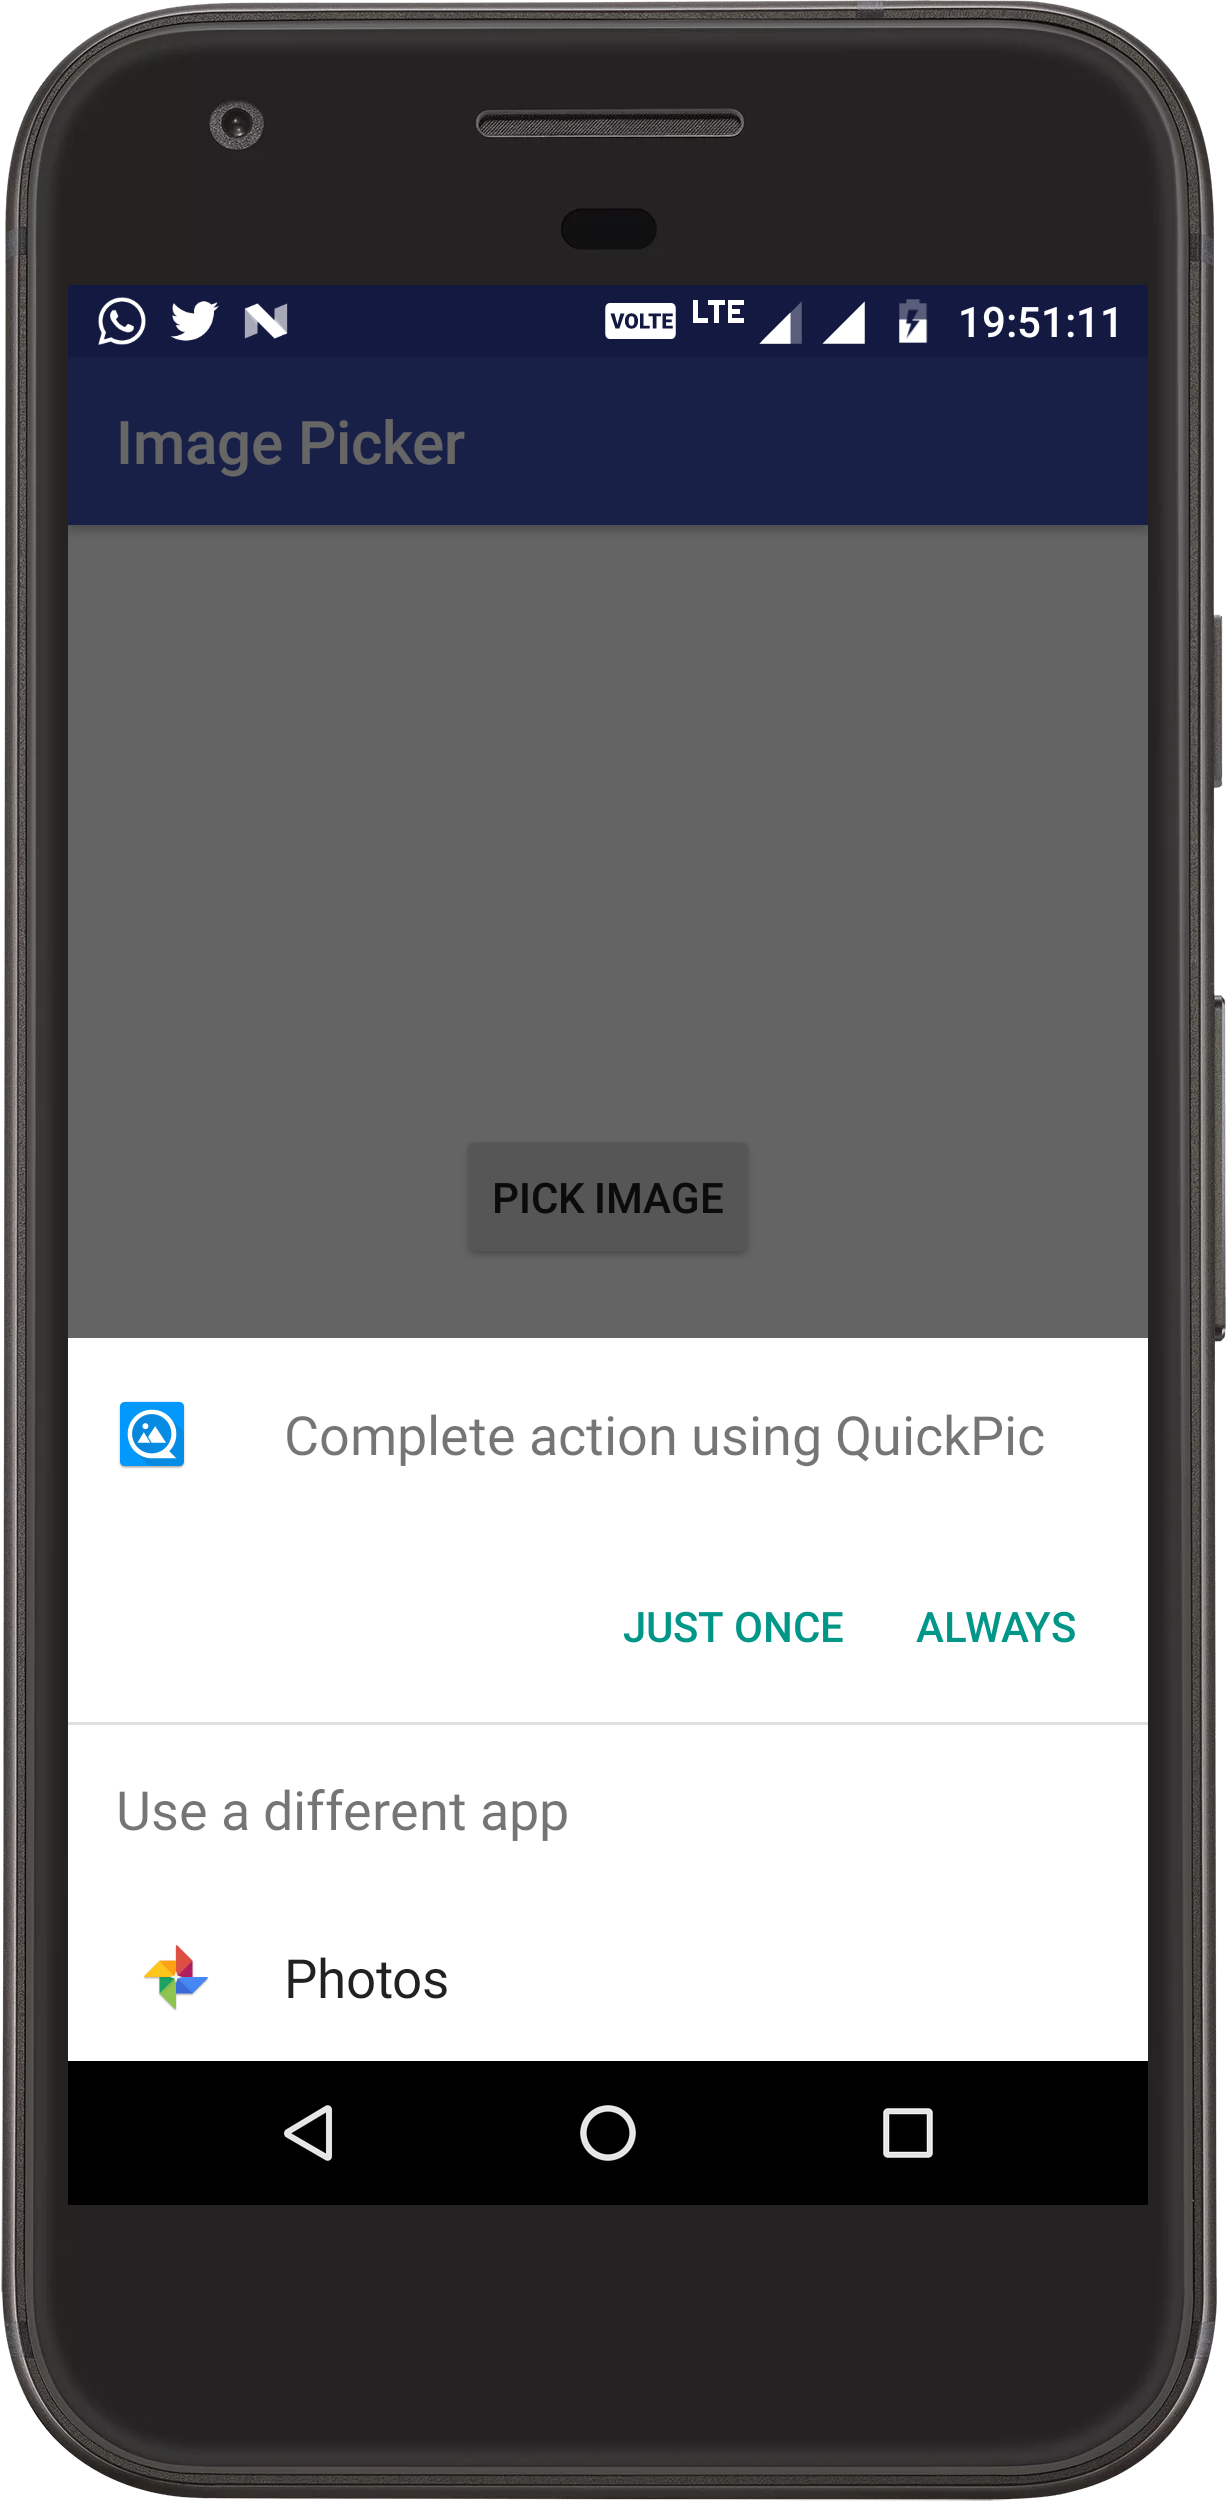 VOLTE LTE 19:51:11
Image Picker
PICK IMAGE
Complete action using QuickPic
JUST ONCE ALWAYS
Use a different app
Photos